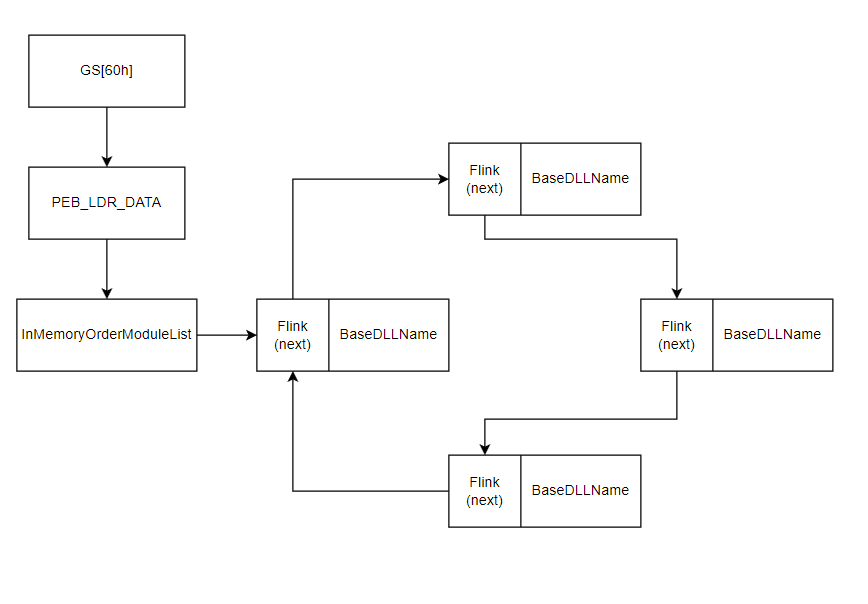 GS[60h]
PEB_LDR_DATA
InMemoryOrderModuleList
Flink
(next)
BaseDLLName
Flink
(next)
BaseDLLName
Flink
(next)
BaseDLLName
Flink
(next)
BaseDLLName